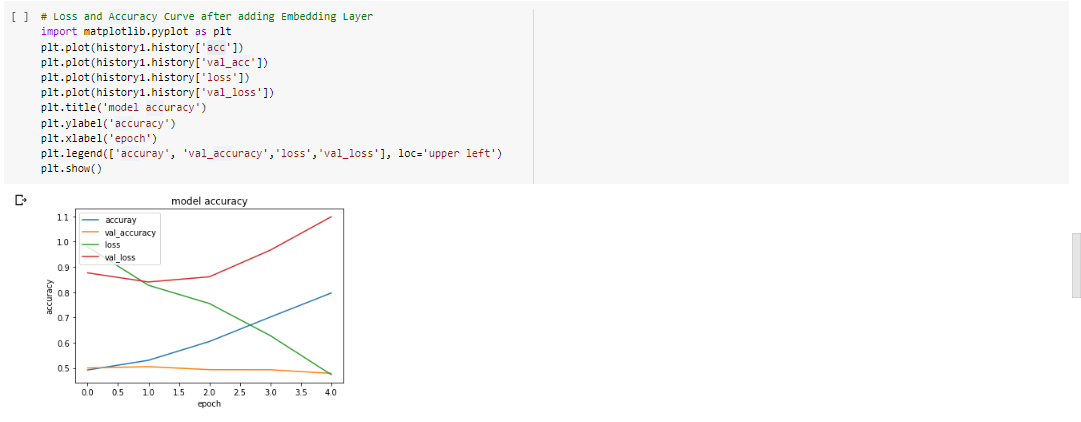 [ ] # Loss and Accuracy Curve after adding Embedding Layer
import matplotlib.pyplot as plt
plt.plot(history1.history['acc'])
plt.plot(history1.history['val_acc'])
plt.plot(history1.history['loss'])
plt.plot(history1.history['val_loss'])
plt.title('model accuracy')
plt.ylabel('accuracy')
plt.xlabel('epoch')
plt.legend(['accuray', 'val_accuracy','loss','val_loss'], loc='upper left')
plt.show()
model accuracy
accuray
val_accuracy
loss
val_loss
accuracy
1.1
1.0
0.9
0.8
0.7
0.6
0.5
0.0 0.5 1.0 1.5 2.0 2.5 3.0 3.5 4.0
epoch